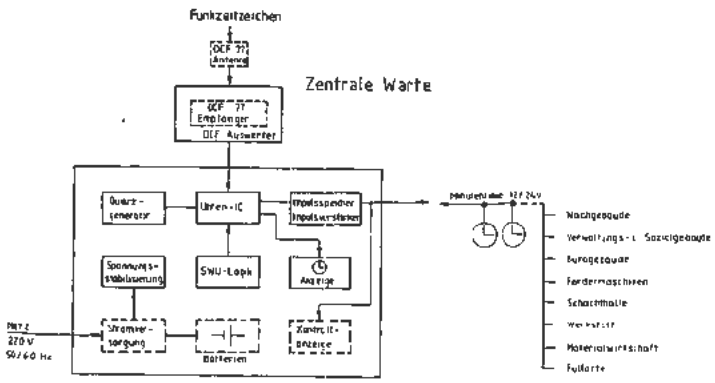 Funkzeitzeichen
DCF 77
Antenne
Zentrale Warte
DCF 77
Empfänger
DCF Auswerter
Quarz-
generator
Uhren-IC
Impulsspeicher
Impulsverstärker
Minutenlinie 12/24V
Spannungs-
stabilisierung
SWU-Logik
Anzeige
Netz
220 V
50/60 Hz
Stromver-
sorgung
Batterien
Kontroll-
anzeige
Wachgebäude
Verwaltungs- u. Sozialgebäude
Bürogebäude
Fördermaschinen
Schachthalle
Werkstatt
Materialwirtschaft
Füllorte